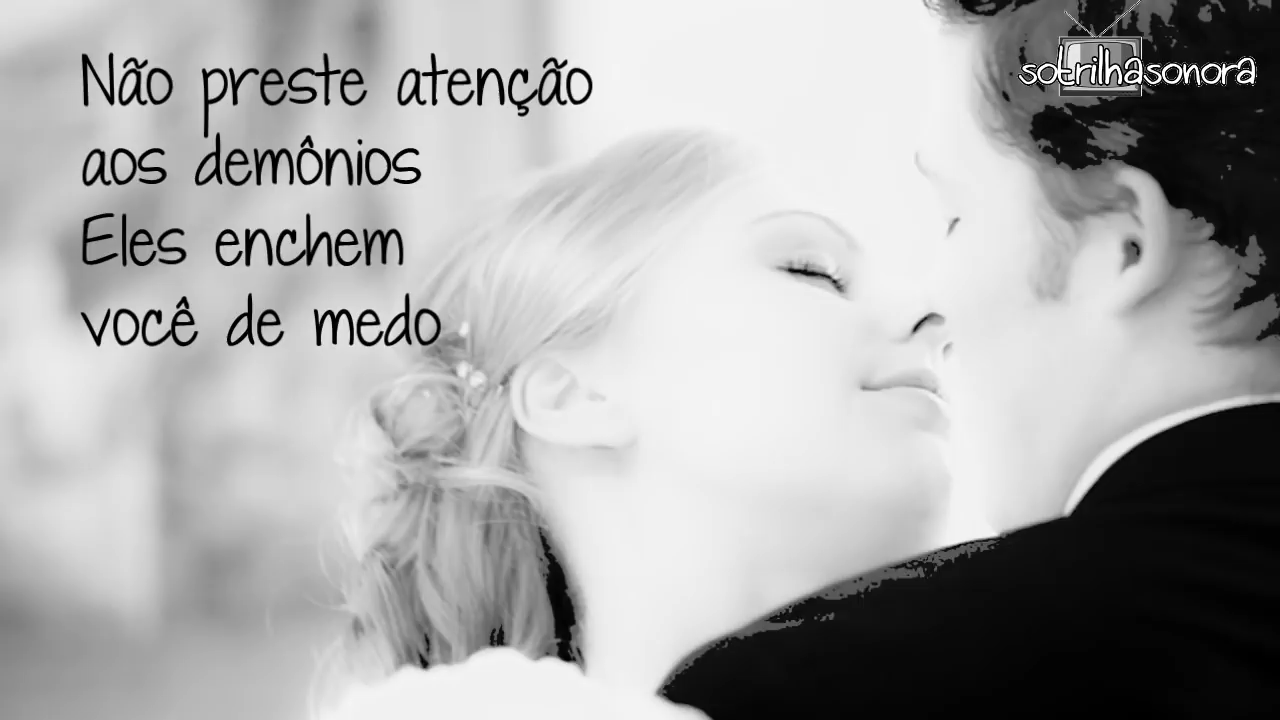 Não preste atenção
aos demônios
Eles enchem
você de medo
sotrilhasonora